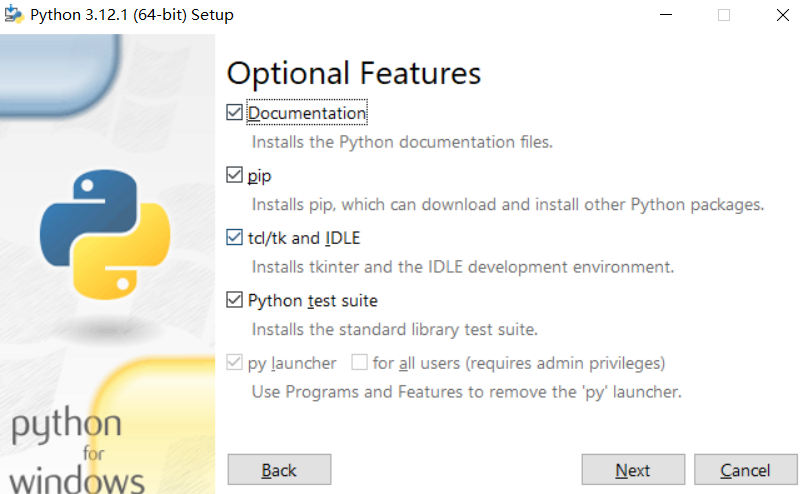 Python 3.12.1 (64-bit) Setup
Optional Features
Documentation
Installs the Python documentation files.
pip
Installs pip, which can download and install other Python packages.
tcl/tk and IDLE
Installs tkinter and the IDLE development environment.
Python test suite
Installs the standard library test suite.
py launcher for all users (requires admin privileges)
Use Programs and Features to remove the 'py' launcher.
python
for
windows
Back Next Cancel